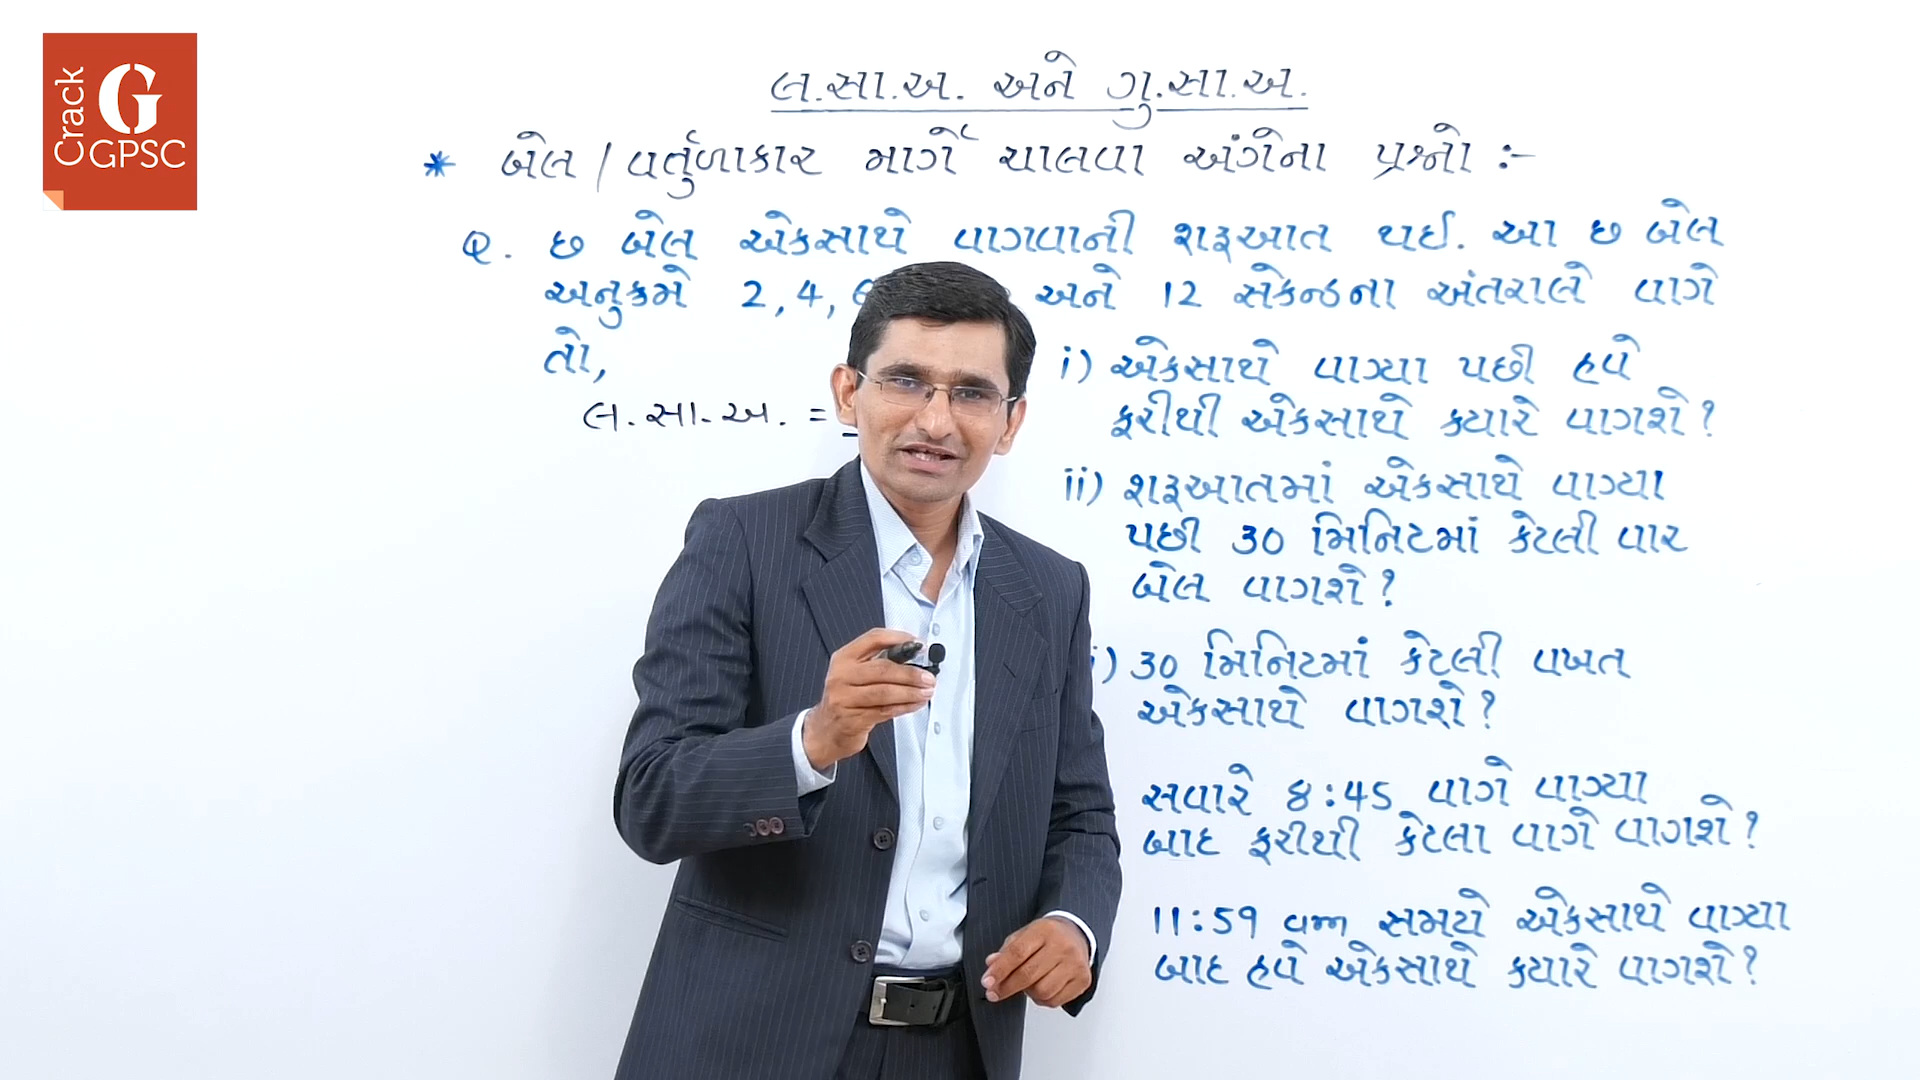 Crack
G
GPSC
લ.સા.અ. અને ગુ.સા.અ.
* બેલ / વર્તુળાકાર માર્ગે ચાલવા અંગેના પ્રશ્નો :-
Q. છ બેલ એકસાથે વાગવાની શરૂઆત થઈ. આ છ બેલ
અનુક્રમે 2, 4, અને 12 સેકન્ડના અંતરાલે વાગે
તો,
લ.સા.અ. =
i) એકસાથે વાગ્યા પછી હવે
ફરીથી એકસાથે ક્યારે વાગશે?
ii) શરૂઆતમાં એકસાથે વાગ્યા
પછી 30 મિનિટમાં કેટલી વાર
બેલ વાગશે?
i) 30 મિનિટમાં કેટલી વખત
એકસાથે વાગશે?
સવારે 8:45 વાગે વાગ્યા
બાદ ફરીથી કેટલા વાગે વાગશે?
11:59 am સમયે એકસાથે વાગ્યા
બાદ હવે એકસાથે ક્યારે વાગશે?